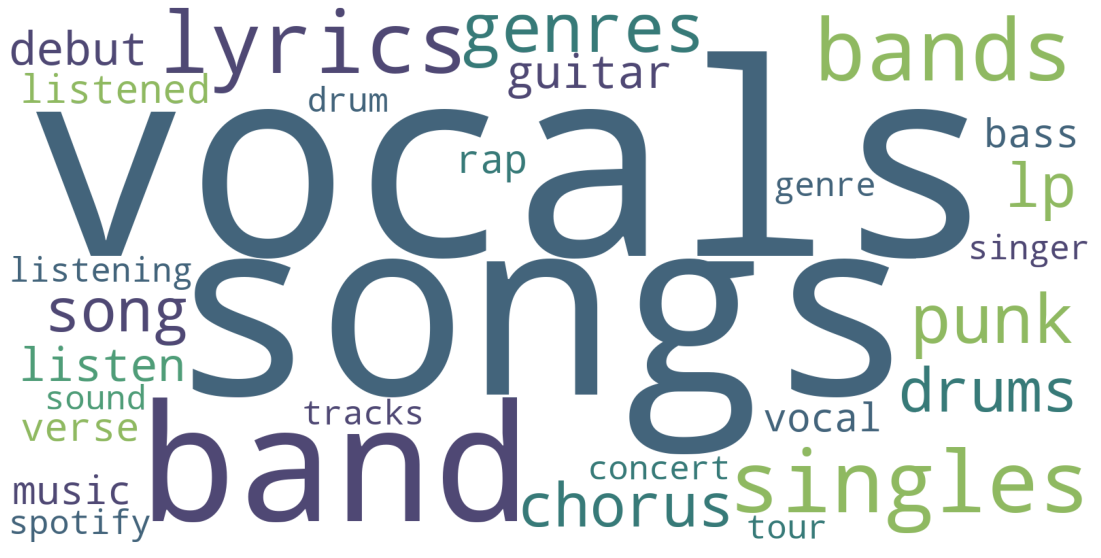 debut
lyrics
genres
bands
listened
drum
guitar
vocals
rap
genre
bass
lp
singer
listening
songs
song
punk
listen
sound
verse
drums
tracks
vocal
band
music
spotify
concert
chorus
singles
tour